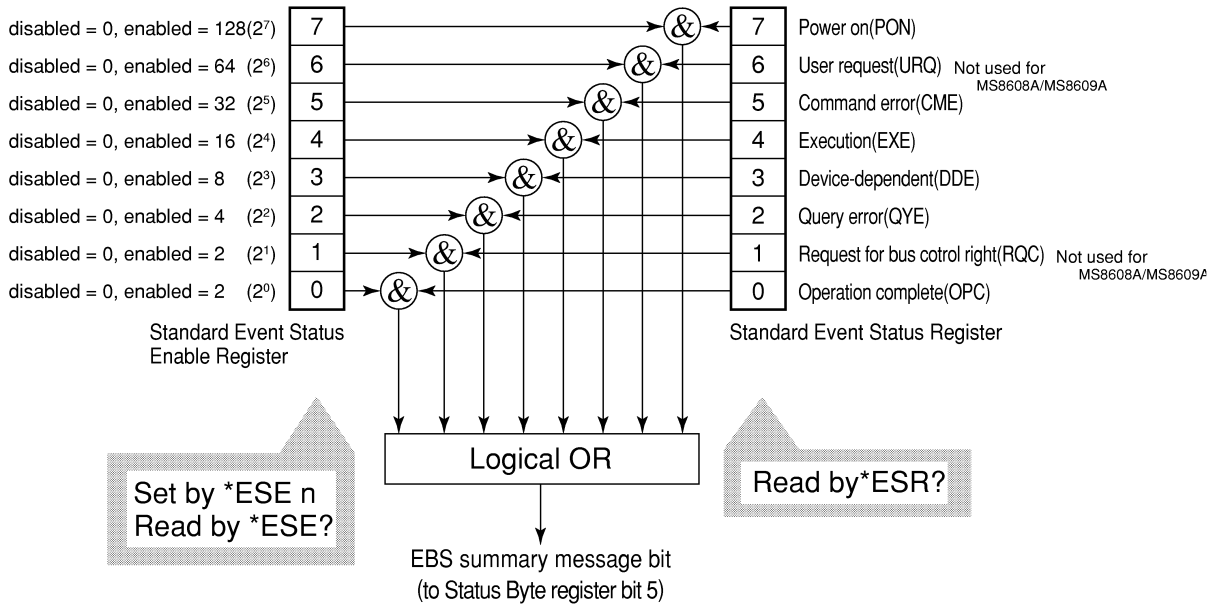 disabled = 0, enabled = 128(2⁷) 7 & 7 Power on(PON)
disabled = 0, enabled = 64 (2⁶) 6 & 6 User request(URQ) Not used for
MS8608A/MS8609A
disabled = 0, enabled = 32 (2⁵) 5 & 5 Command error(CME)
disabled = 0, enabled = 16 (2⁴) 4 & 4 Execution(EXE)
disabled = 0, enabled = 8 (2³) 3 & 3 Device-dependent(DDE)
disabled = 0, enabled = 4 (2²) 2 & 2 Query error(QYE)
disabled = 0, enabled = 2 (2¹) 1 & 1 Request for bus cotrol right(RQC) Not used for
MS8608A/MS8609A
disabled = 0, enabled = 2 (2⁰) 0 & 0 Operation complete(OPC)
Standard Event Status
Enable Register
Standard Event Status Register
Set by *ESE n
Read by *ESE?
Logical OR
Read by*ESR?
EBS summary message bit
(to Status Byte register bit 5)